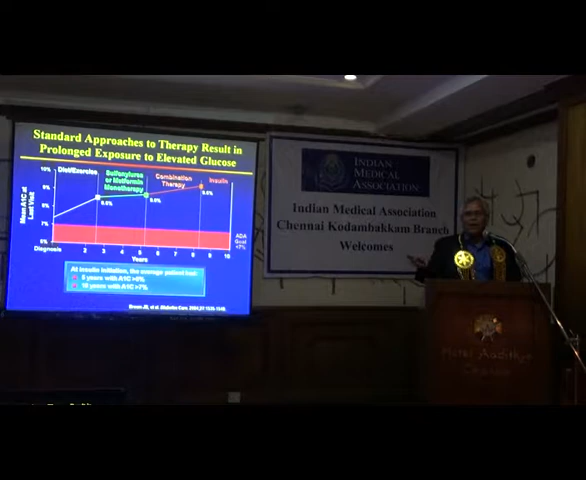 Standard Approaches to Therapy Result in
Prolonged Exposure to Elevated Glucose
10%
Diet/Exercise
Sulfonylurea
or Metformin
Monotherapy
Combination
Therapy
Insulin
9%
8%
7%
6%
Mean A1C at
Last Visit
ADA
Goal
<7%
Diagnosis
2
3
4
5
6
7
8
9
10
Years
At insulin initiation, the average patient had:
5 years with A1C >8%
10 years with A1C >7%
INDIAN
MEDICAL
ASSOCIATION
Indian Medical Association
Chennai Kodambakkam Branch
Welcomes
Hotel Aadithya
Chennai